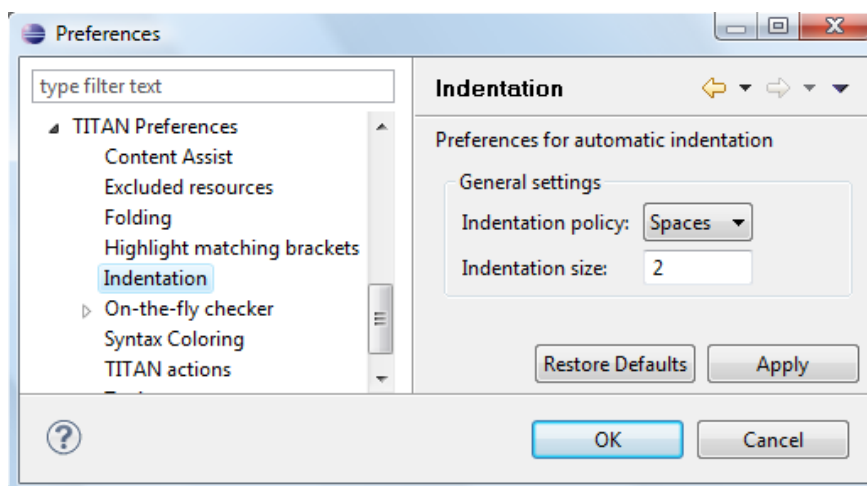 Preferences
type filter text
TITAN Preferences
Content Assist
Excluded resources
Folding
Highlight matching brackets
Indentation
On-the-fly checker
Syntax Coloring
TITAN actions
Indentation
Preferences for automatic indentation
General settings
Indentation policy: Spaces
Indentation size: 2
Restore Defaults Apply
OK Cancel